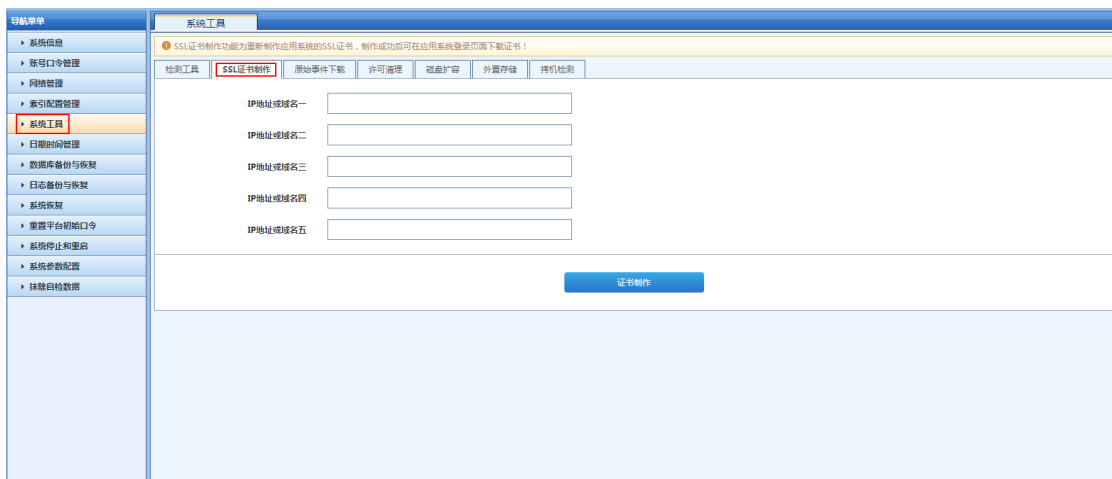 导航菜单
系统信息
账号口令管理
网络管理
索引配置管理
系统工具
日期时间管理
数据库备份与恢复
日志备份与恢复
系统恢复
重置平台初始口令
系统停止和重启
系统参数配置
抹除自检数据
系统工具
SSL证书制作功能为重新制作应用系统的SSL证书，制作成功后可在应用系统登录页面下载证书！
检测工具 SSL证书制作 原始事件下载 许可清理 磁盘扩容 外置存储 拷机检测
IP地址或域名一
IP地址或域名二
IP地址或域名三
IP地址或域名四
IP地址或域名五
证书制作